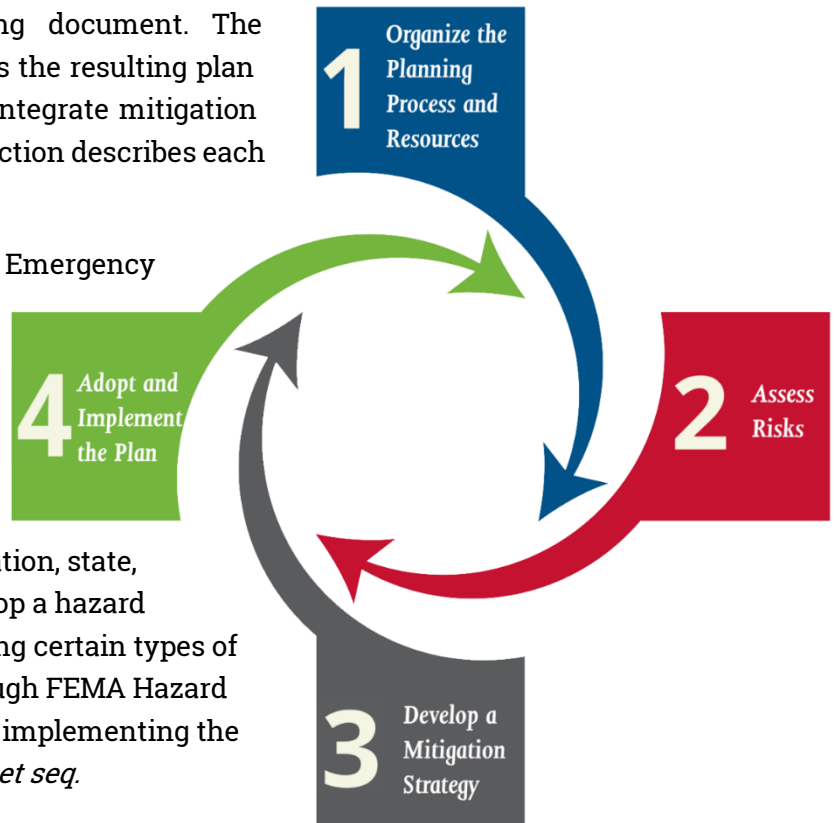 ng document. The
s the resulting plan
ntegrate mitigation
ction describes each
Emergency
ation, state,
op a hazard
ng certain types of
ugh FEMA Hazard
implementing the
et seq.
1
Organize the
Planning
Process and
Resources
2
Assess
Risks
3
Develop a
Mitigation
Strategy
4
Adopt and
Implement
the Plan